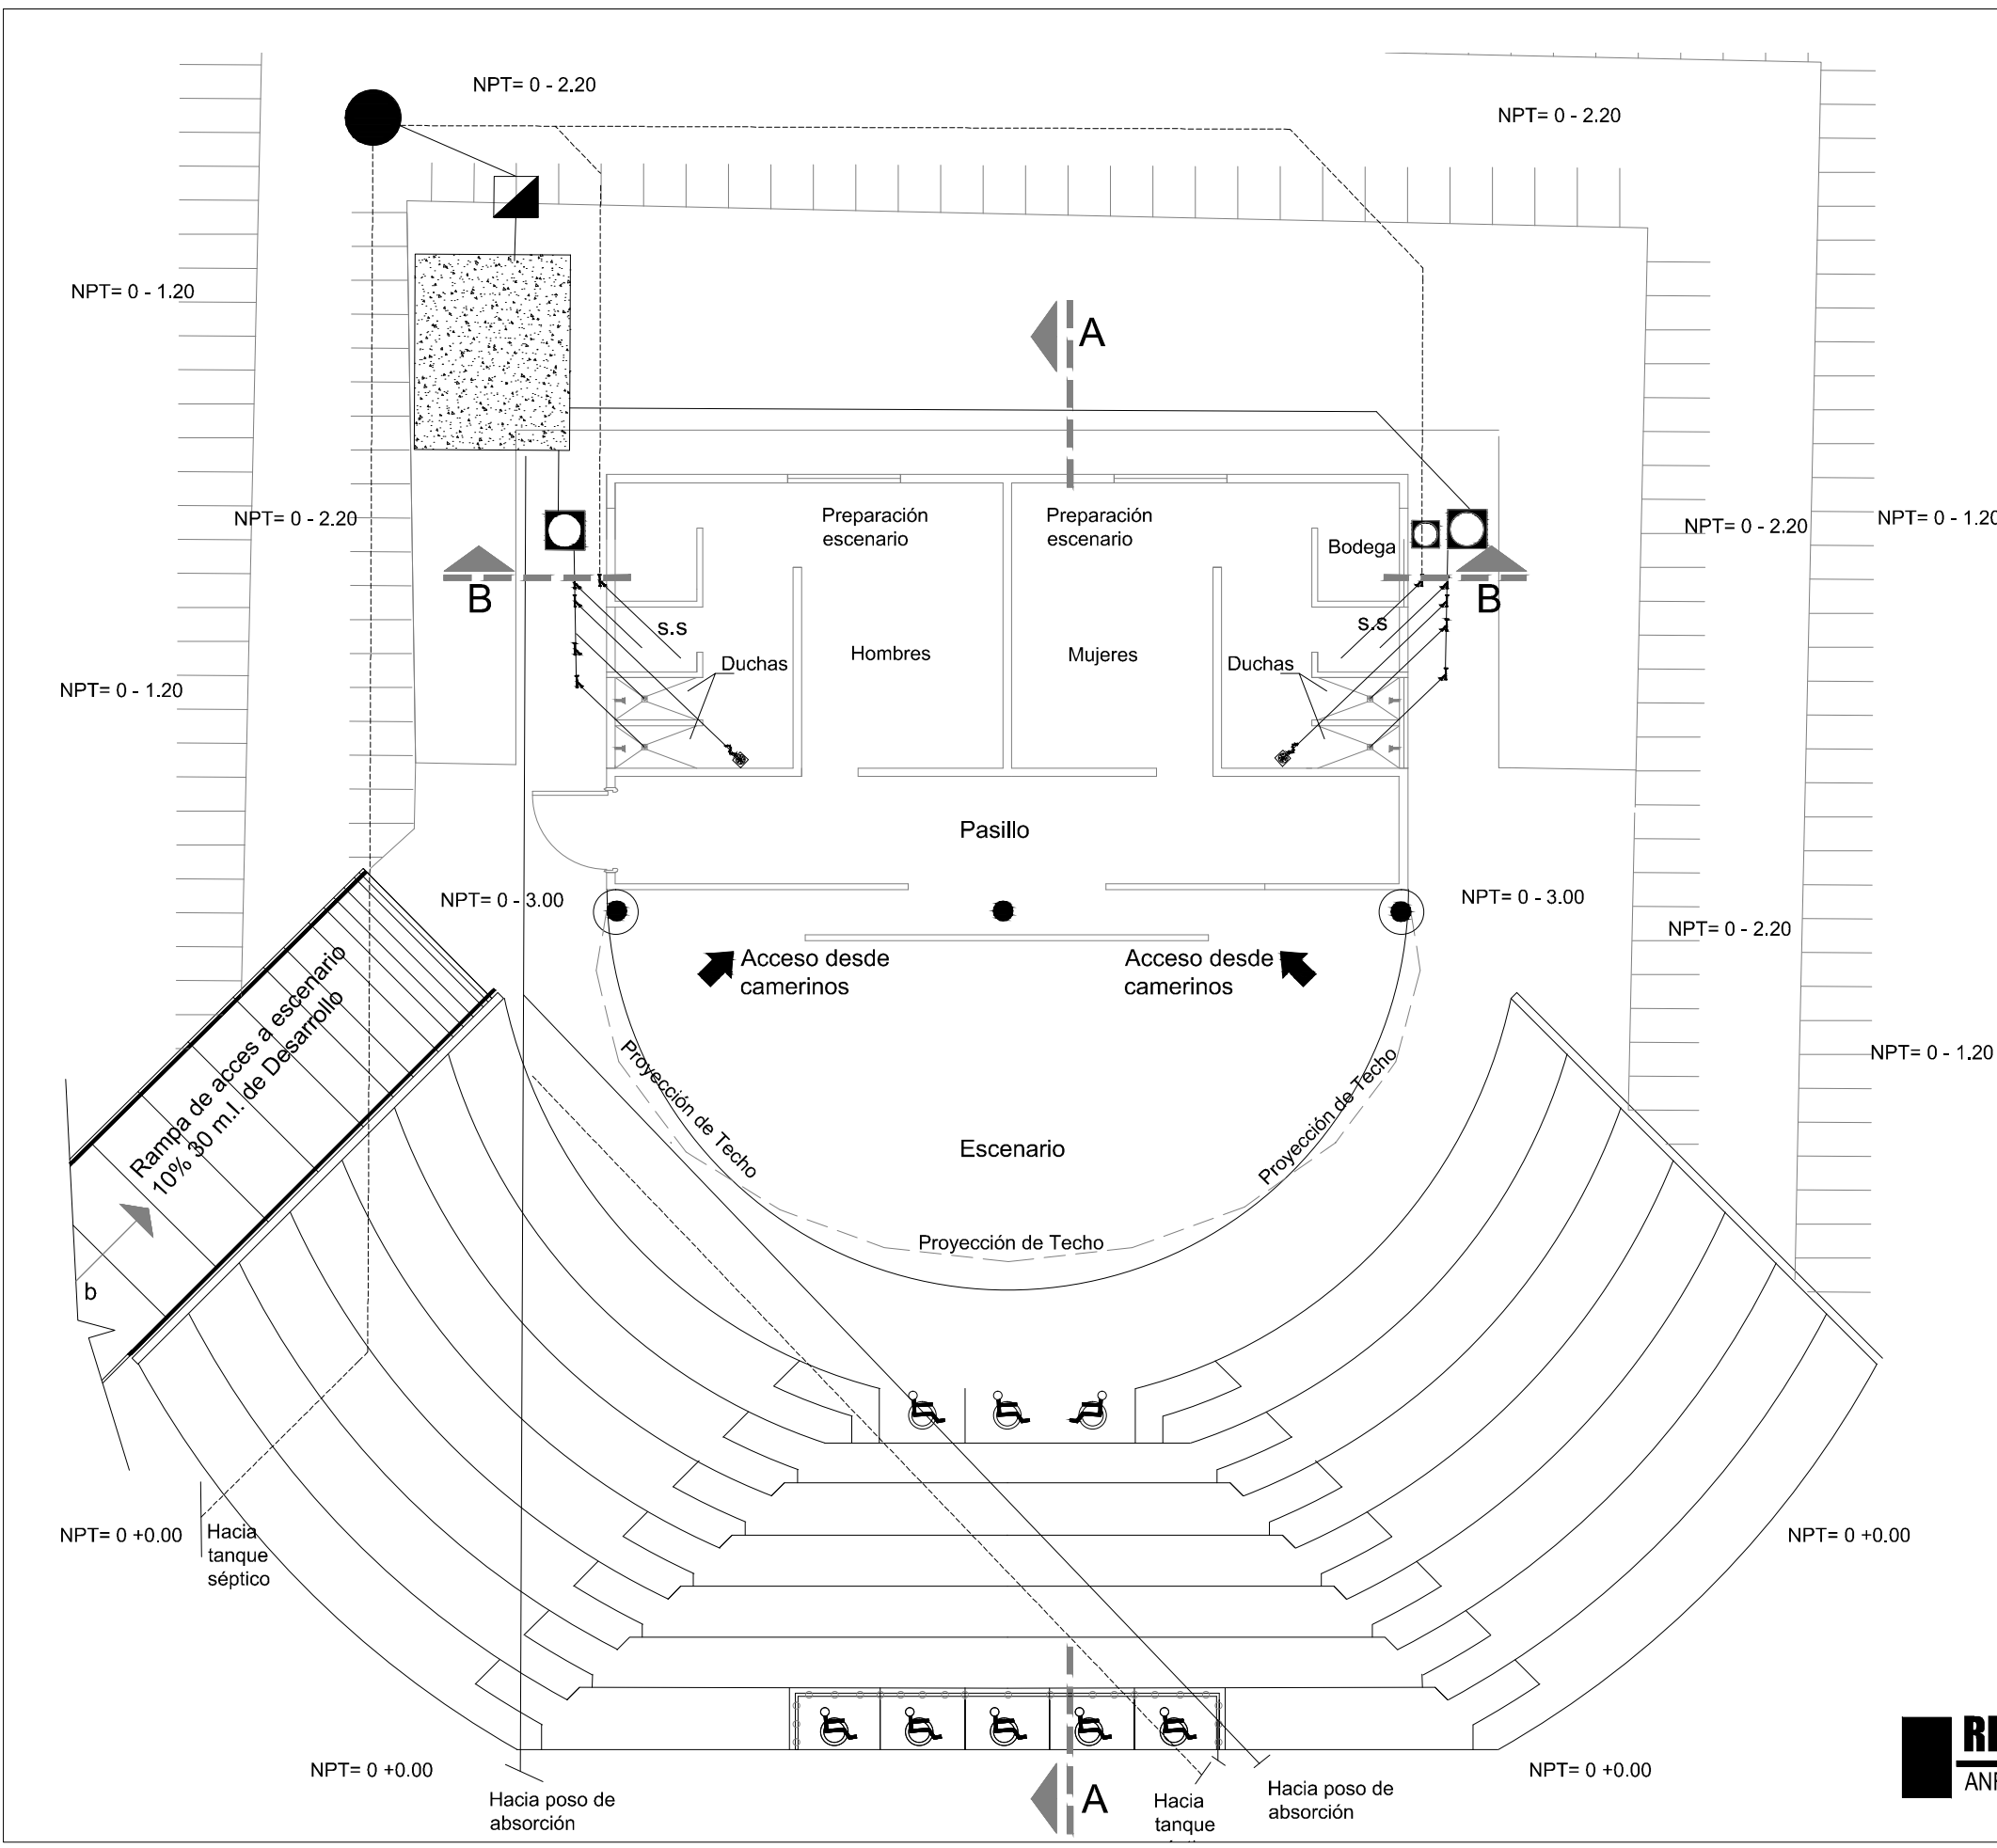 NPT= 0 - 2.20
NPT= 0 - 2.20
NPT= 0 - 1.20
A
NPT= 0 - 2.20
Preparación
escenario
Preparación
escenario
Bodega
NPT= 0 - 2.20
NPT= 0 - 1.20
B
B
s.s
s.s
Hombres
Mujeres
Duchas
Duchas
NPT= 0 - 1.20
Pasillo
NPT= 0 - 3.00
NPT= 0 - 3.00
NPT= 0 - 2.20
Acceso desde
camerinos
Acceso desde
camerinos
Rampa de acces a escenario
10% 30 m.l. de Desarrollo
NPT= 0 - 1.20
Proyección de Techo
Proyección de Techo
Escenario
Proyección de Techo
b
NPT= 0 +0.00
Hacia
tanque
séptico
NPT= 0 +0.00
NPT= 0 +0.00
NPT= 0 +0.00
Hacia poso de
absorción
A
Hacia
tanque
Hacia poso de
absorción